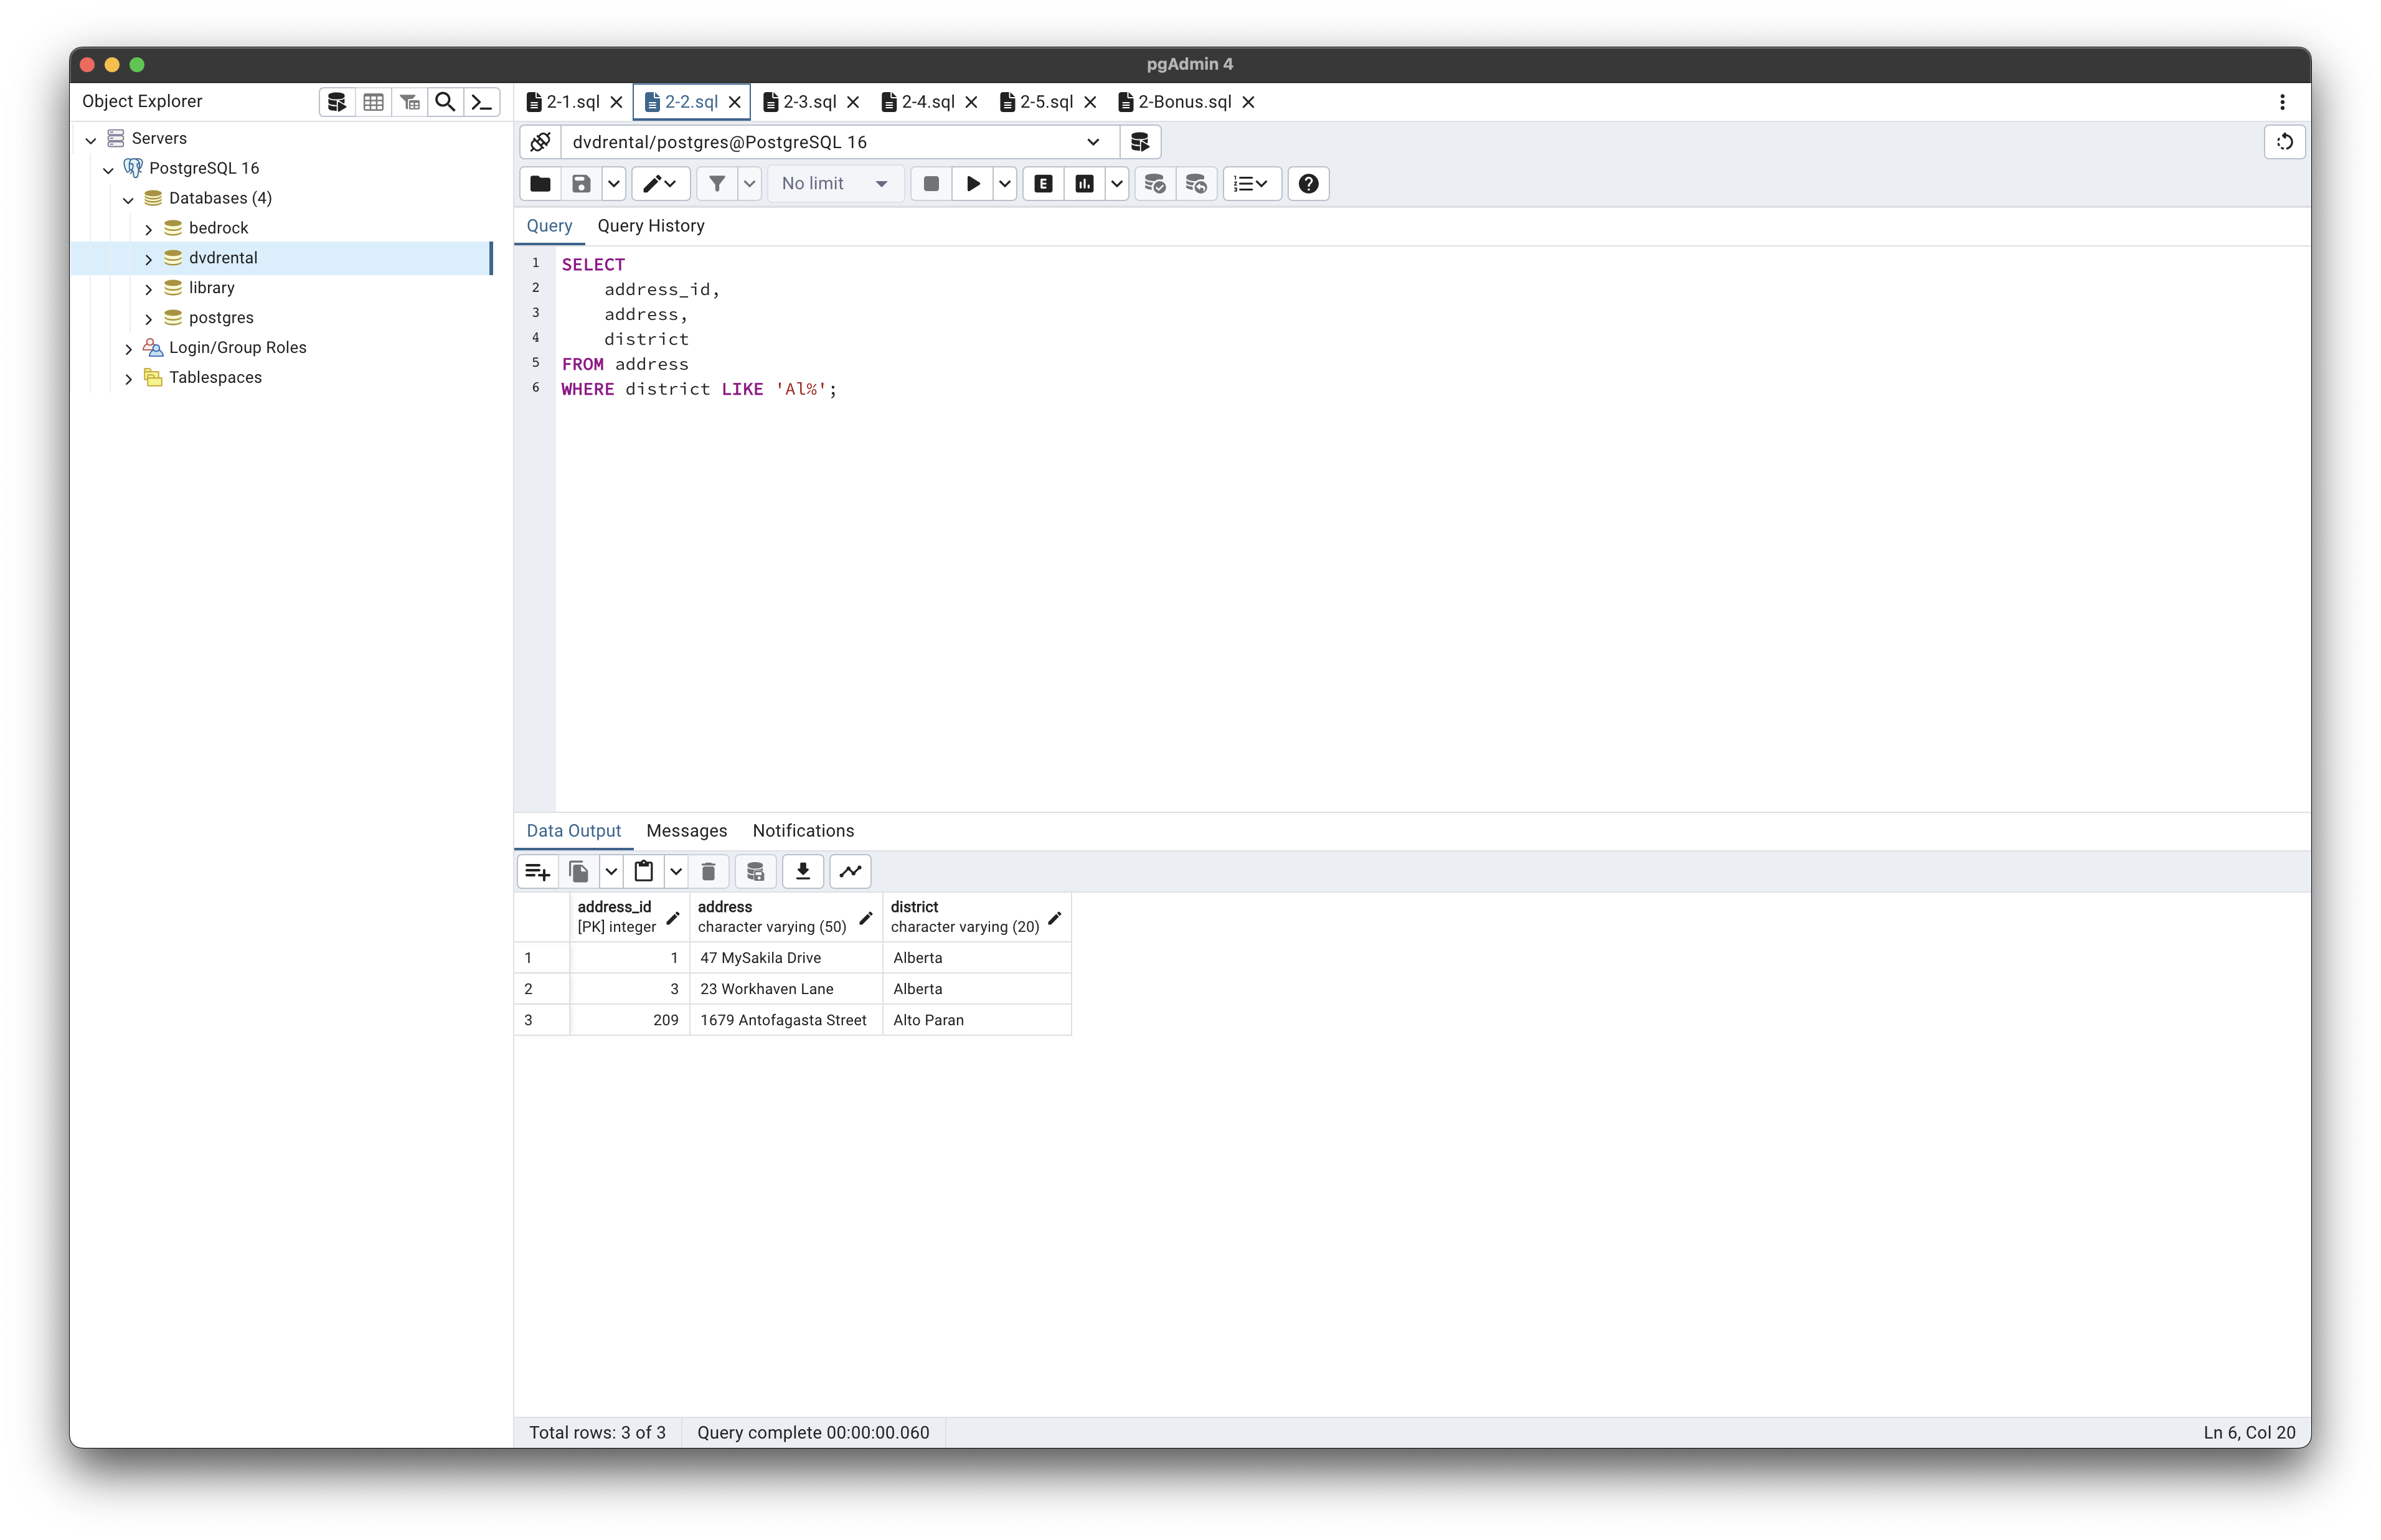 pgAdmin 4
Object Explorer
2-1.sql
2-2.sql
2-3.sql
2-4.sql
2-5.sql
2-Bonus.sql
Servers
PostgreSQL 16
Databases (4)
bedrock
dvdrental
library
postgres
Login/Group Roles
Tablespaces
dvdrental/postgres@PostgreSQL 16
No limit
E
Query Query History
1 SELECT
2 address_id,
3 address,
4 district
5 FROM address
6 WHERE district LIKE 'Al%';
Data Output Messages Notifications
address_id address district
[PK] integer character varying (50) character varying (20)
1 1 47 MySakila Drive Alberta
2 3 23 Workhaven Lane Alberta
3 209 1679 Antofagasta Street Alto Paran
Total rows: 3 of 3 Query complete 00:00:00.060 Ln 6, Col 20